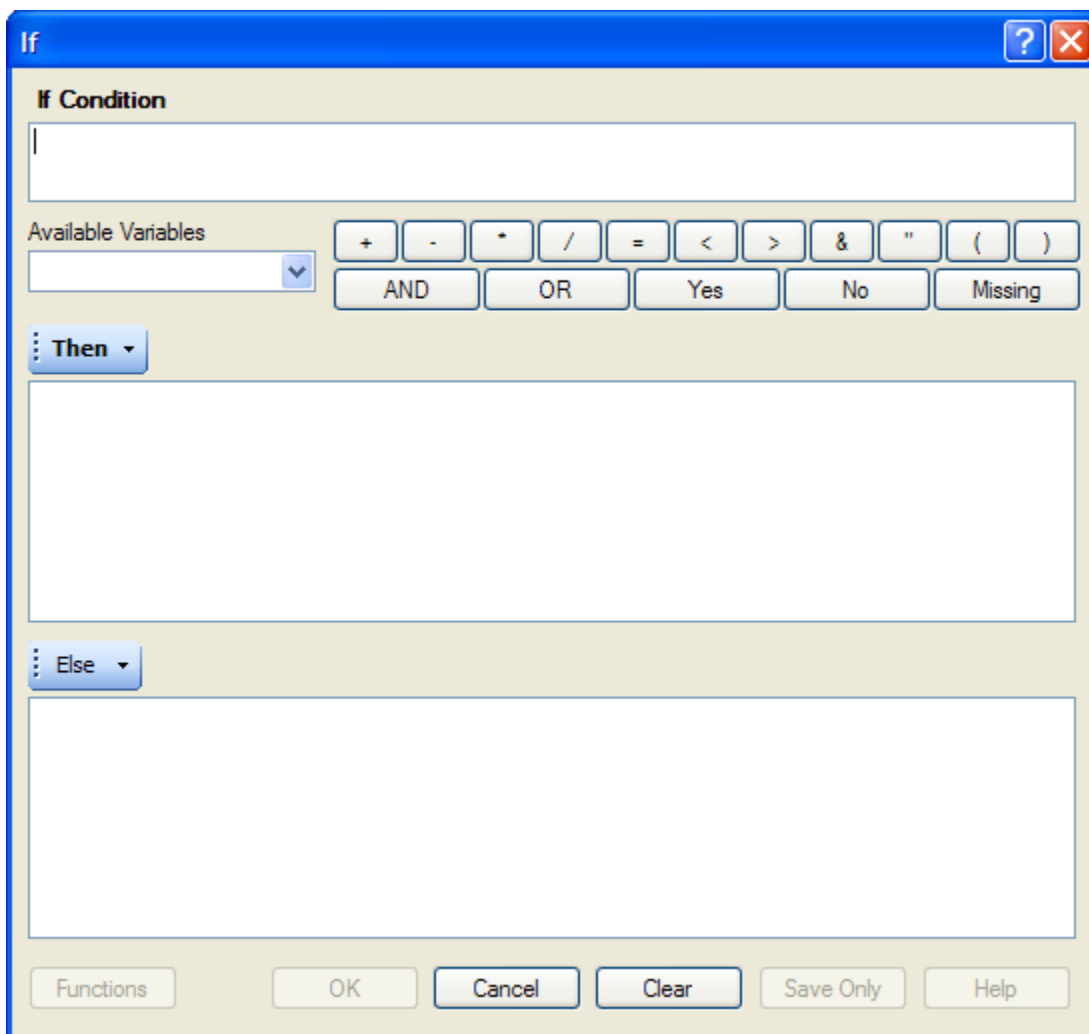 If
If Condition
Available Variables
+ - * / = < > & " ( )
AND OR Yes No Missing
Then
Else
Functions OK Cancel Clear Save Only Help